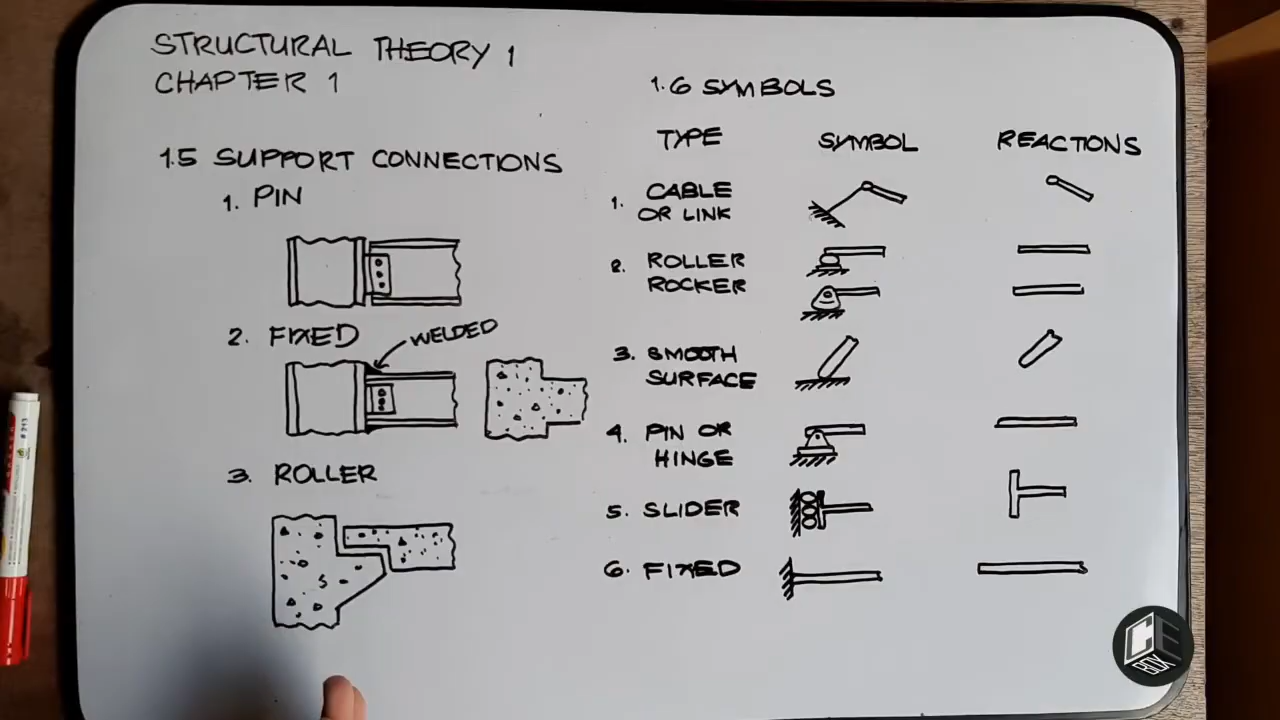 STRUCTURAL THEORY 1
CHAPTER 1
1.5 SUPPORT CONNECTIONS
1. PIN
2. FIXED
WELDED
3. ROLLER
1.6 SYMBOLS
TYPE SYMBOL REACTIONS
1. CABLE
OR LINK
2. ROLLER
ROCKER
3. SMOOTH
SURFACE
4. PIN OR
HINGE
5. SLIDER
6. FIXED
CE
BOX